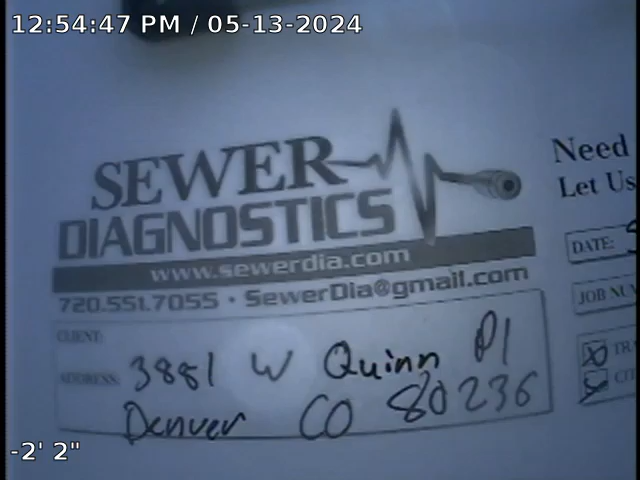 12:54:47 PM / 05-13-2024
SEWER
DIAGNOSTICS
www.sewerdia.com
720.551.7055 • SewerDia@gmail.com
CLIENT:
ADDRESS: 3881 W Quinn Pl
Denver CO 80236
Need
Let Us
DATE:
JOB
-2' 2"